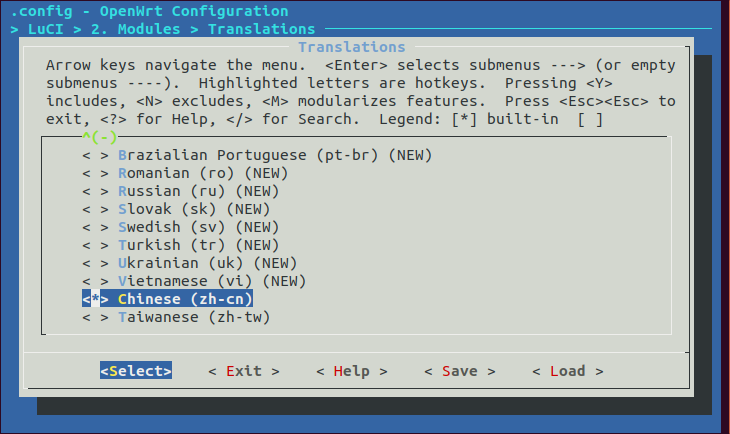 .config - OpenWrt Configuration
> LuCI > 2. Modules > Translations
Translations
Arrow keys navigate the menu.  <Enter> selects submenus ---> (or empty
submenus ----).  Highlighted letters are hotkeys.  Pressing <Y>
includes, <N> excludes, <M> modularizes features.  Press <Esc><Esc> to
exit, <?> for Help, </> for Search.  Legend: [*] built-in  [ ]
^(-)
< > Brazialian Portuguese (pt-br) (NEW)
< > Romanian (ro) (NEW)
< > Russian (ru) (NEW)
< > Slovak (sk) (NEW)
< > Swedish (sv) (NEW)
< > Turkish (tr) (NEW)
< > Ukrainian (uk) (NEW)
< > Vietnamese (vi) (NEW)
<*> Chinese (zh-cn)
< > Taiwanese (zh-tw)
<Select>    < Exit >    < Help >    < Save >    < Load >